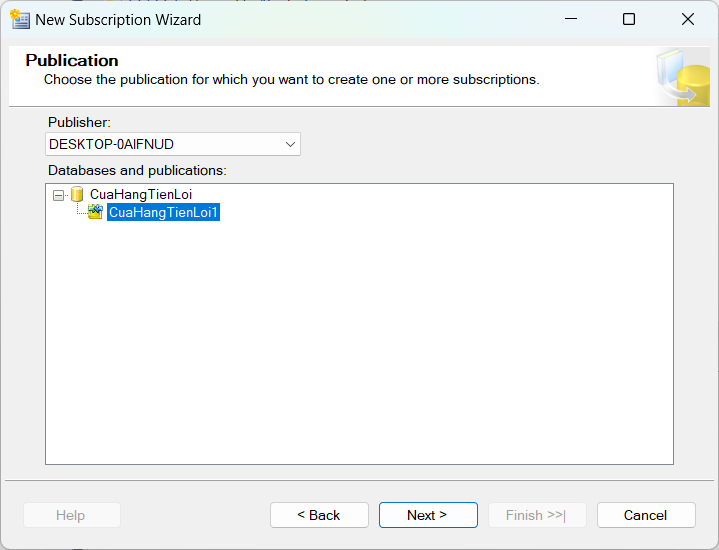 New Subscription Wizard
Publication
Choose the publication for which you want to create one or more subscriptions.
Publisher:
DESKTOP-0AIFNUD
Databases and publications:
CuaHangTienLoi
CuaHangTienLoi1
Help
< Back
Next >
Finish >>|
Cancel